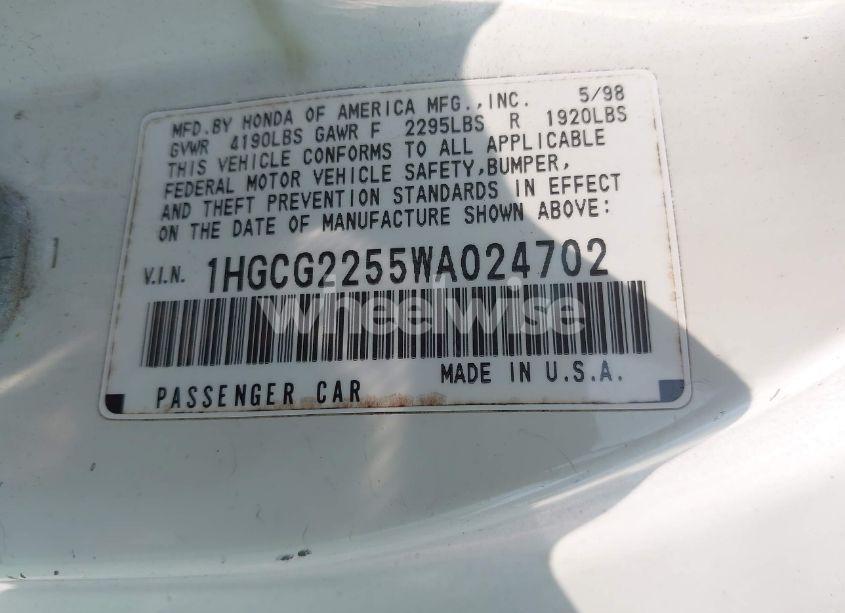 MFD.BY HONDA OF AMERICA MFG.,INC. 5/98
GVWR 4190LBS GAWR F 2295LBS R 1920LBS
THIS VEHICLE CONFORMS TO ALL APPLICABLE
FEDERAL MOTOR VEHICLE SAFETY,BUMPER,
AND THEFT PREVENTION STANDARDS IN EFFECT
ON THE DATE OF MANUFACTURE SHOWN ABOVE:
V.I.N. 1HGCG2255WA024702
wheelwise
PASSENGER CAR MADE IN U.S.A.